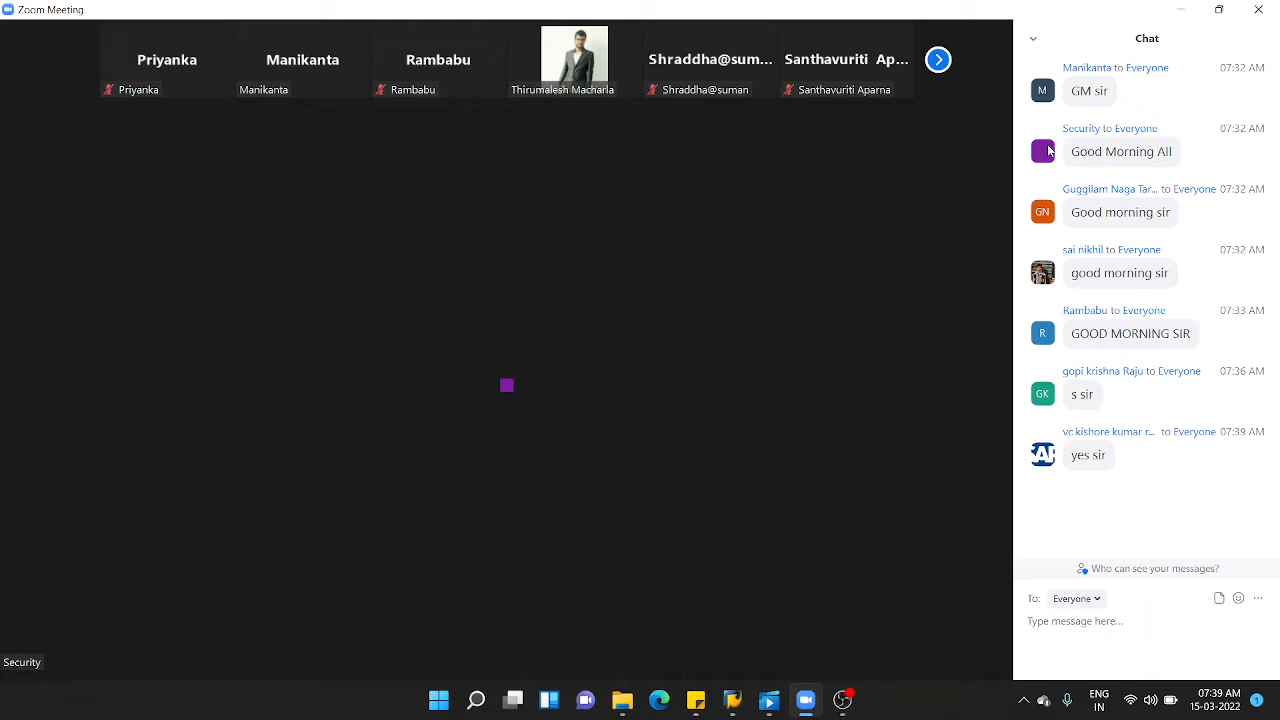 Zoom Meeting
Priyanka
Manikanta
Rambabu
Shraddha@sum...
Santhavuriti Ap...
Priyanka
Manikanta
Rambabu
Thirumalesh Macharla
Shraddha@suman
Santhavuriti Aparna
Security
Chat
Manikanta to Everyone 07:32 AM
M
GM sir
Security to Everyone 07:32 AM
Good Morning All
Guggilam Naga Tar... to Everyone 07:32 AM
GN
Good morning sir
sai nikhil to Everyone 07:32 AM
good morning sir
Rambabu to Everyone 07:33 AM
R
GOOD MORNING SIR
gopi krishna Raju to Everyone 07:36 AM
GK
s sir
vc kishore kumar r... to Everyone 07:39 AM
SAP
yes sir
Who can see your messages?
To: Everyone
Type message here...
ENG
IN
07:39 AM
15-03-2022
1